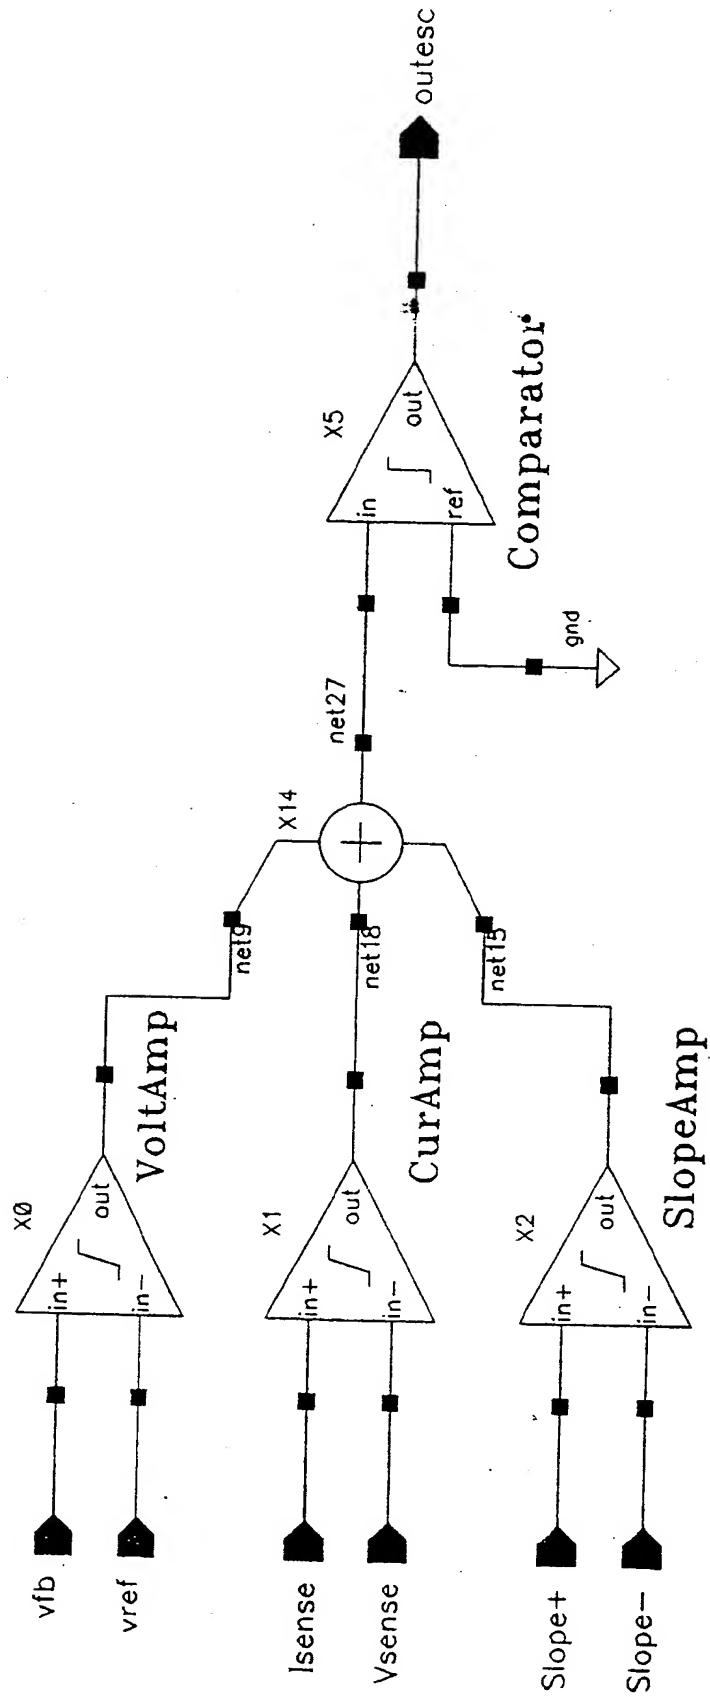 vfb
vref
in+
in-
out
X0
VoltAmp
net9
Isense
Vsense
in+
in-
out
X1
CurAmp
net18
Slope+
Slope-
in+
in-
out
X2
SlopeAmp
net15
X14
net27
in
ref
out
X5
Comparator
gnd
outesc